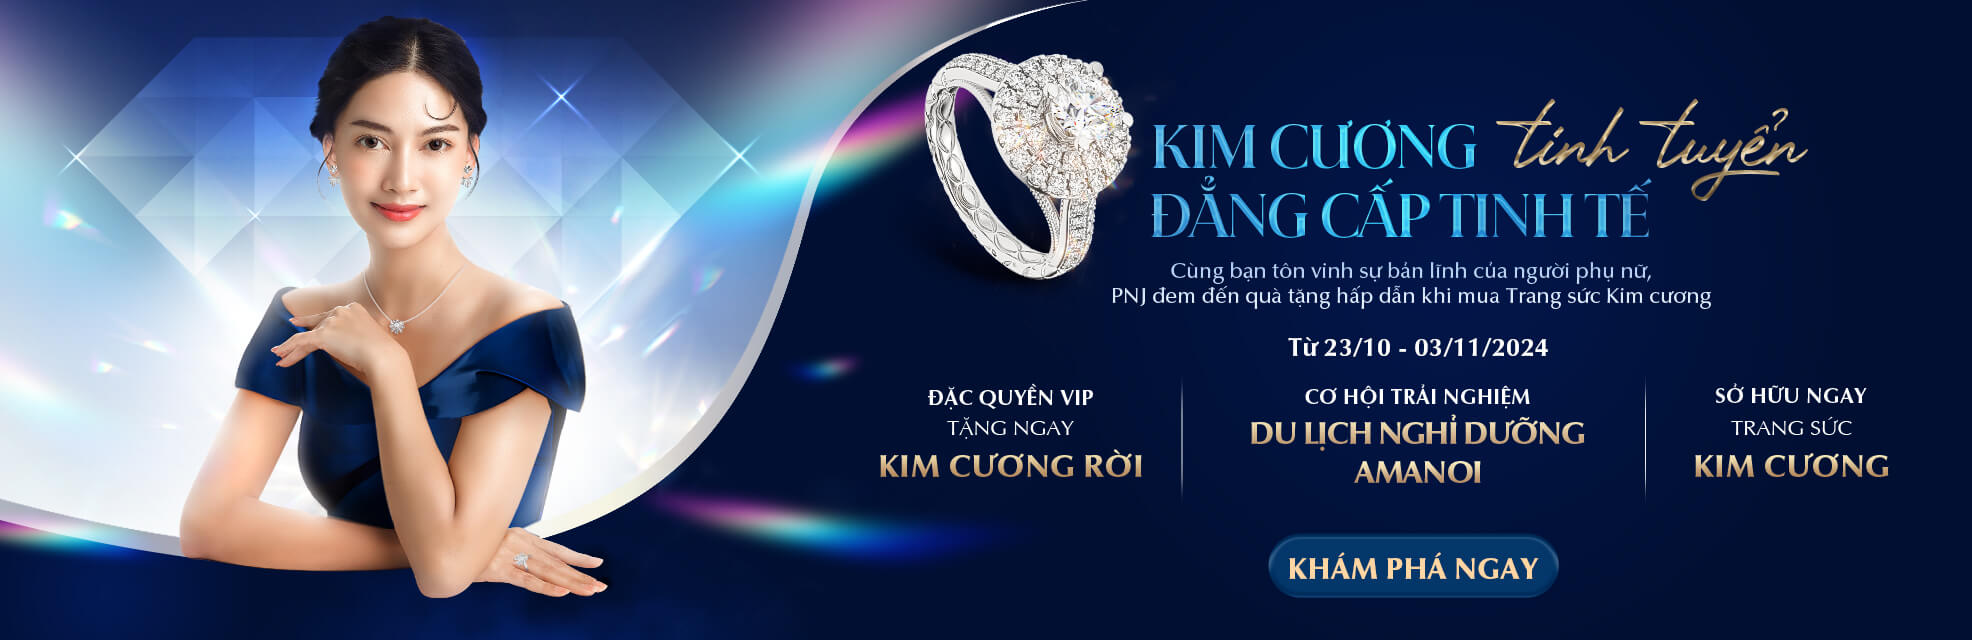 KIM CƯƠNG tinh tuyển
ĐẲNG CẤP TINH TẾ
Cùng bạn tôn vinh sự bản lĩnh của người phụ nữ,
PNJ đem đến quà tặng hấp dẫn khi mua Trang sức Kim cương
Từ 23/10 - 03/11/2024
ĐẶC QUYỀN VIP
TẶNG NGAY
KIM CƯƠNG RỜI
CƠ HỘI TRẢI NGHIỆM
DU LỊCH NGHỈ DƯỠNG
AMANOI
SỞ HỮU NGAY
TRANG SỨC
KIM CƯƠNG
KHÁM PHÁ NGAY